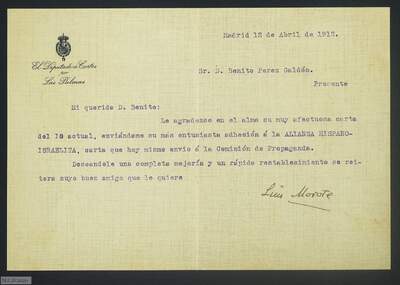 Madrid 12 de Abril de 1912.
El Diputado a Cortes
por
Las Palmas
Sr. D. Benito Perez Galdós.
Presente
Mi querido D. Benito:
Le agradezco en el alma su muy afectuosa carta
del 10 actual, enviándome su más entusiasta adhesión á la ALIANZA HISPANO-
ISRAELITA, carta que hoy mismo envío á la Comisión de Propaganda.
Deseandole una completa mejoría y un rápido restablecimiento se rei-
tera suyo buen amigo que le quiere
Luis Morote